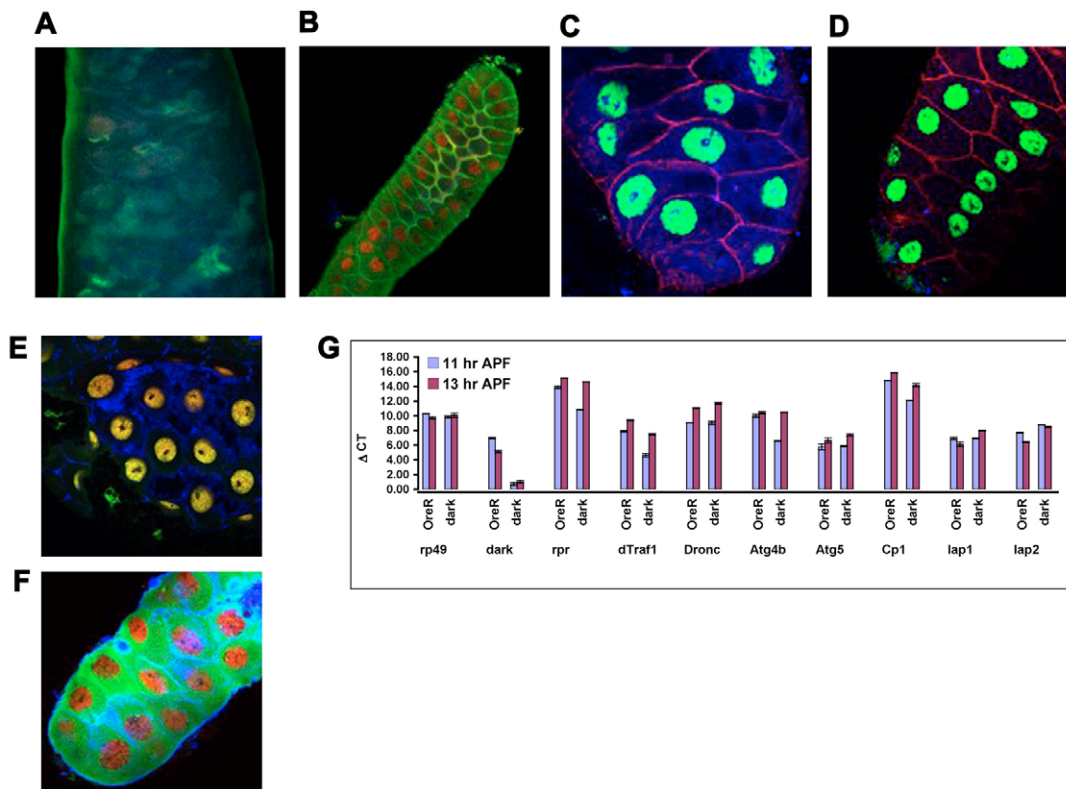 A
B
C
D
E
F
G
Δ CT
18.00
16.00
14.00
12.00
10.00
8.00
6.00
4.00
2.00
0.00
11 hr APF
13 hr APF
OreR dark OreR dark OreR dark OreR dark OreR dark OreR dark OreR dark OreR dark OreR dark OreR dark
rp49 dark rpr dTraf1 Dronc Atg4b Atg5 Cp1 Iap1 Iap2